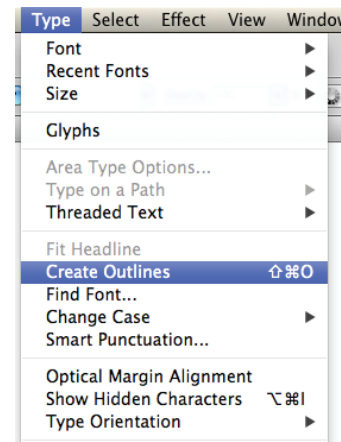 Type Select Effect View Window
Font
Recent Fonts
Size
Glyphs
Area Type Options...
Type on a Path
Threaded Text
Fit Headline
Create Outlines ⇧⌘O
Find Font...
Change Case
Smart Punctuation...
Optical Margin Alignment
Show Hidden Characters ⌥⌘I
Type Orientation